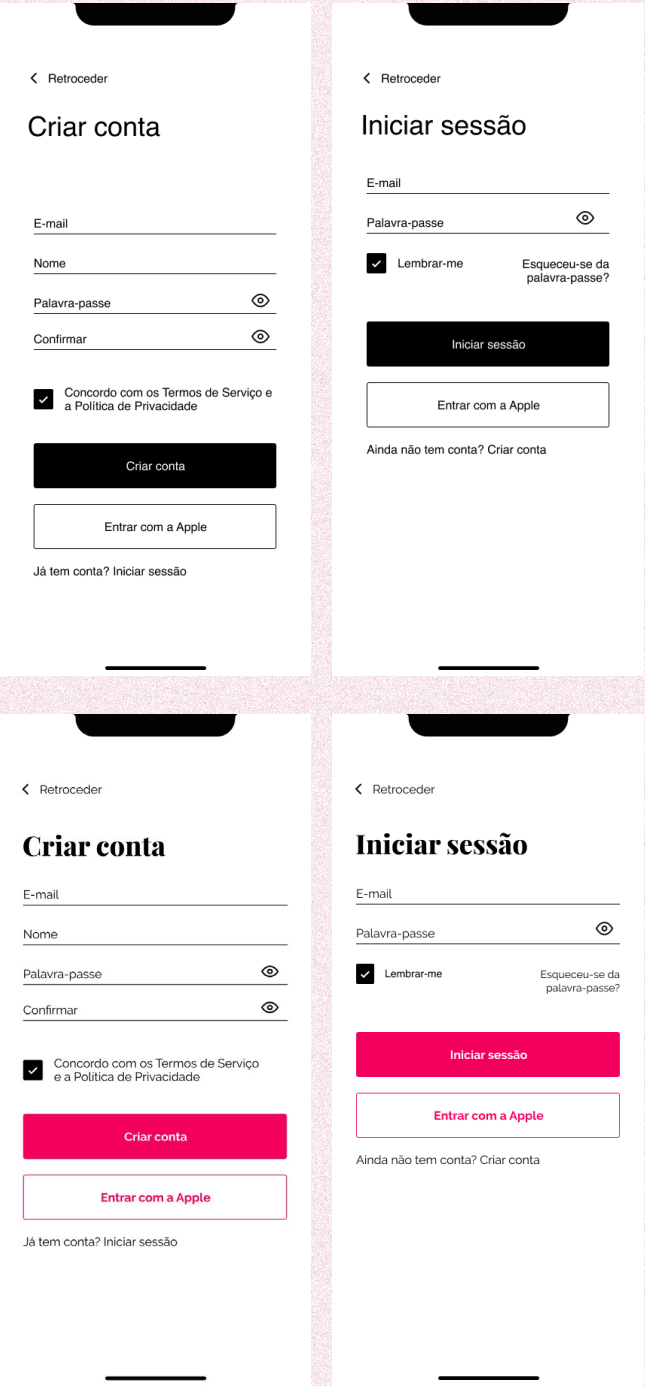 Retroceder
Criar conta
E-mail
Nome
Palavra-passe
Confirmar
Concordo com os Termos de Serviço e
a Política de Privacidade
Criar conta
Entrar com a Apple
Já tem conta? Iniciar sessão
Retroceder
Iniciar sessão
E-mail
Palavra-passe
Lembrar-me
Esqueceu-se da
palavra-passe?
Iniciar sessão
Entrar com a Apple
Ainda não tem conta? Criar conta
Retroceder
Criar conta
E-mail
Nome
Palavra-passe
Confirmar
Concordo com os Termos de Serviço
e a Política de Privacidade
Criar conta
Entrar com a Apple
Já tem conta? Iniciar sessão
Retroceder
Iniciar sessão
E-mail
Palavra-passe
Lembrar-me
Esqueceu-se da
palavra-passe?
Iniciar sessão
Entrar com a Apple
Ainda não tem conta? Criar conta